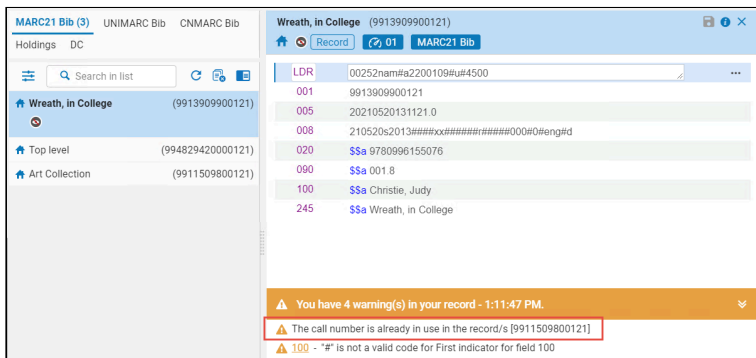 MARC21 Bib (3) UNIMARC Bib CNMARC Bib
Holdings DC
Search in list
Wreath, in College (9913909900121)
Top level (994829420000121)
Art Collection (9911509800121)
Wreath, in College (9913909900121)
Record 01 MARC21 Bib
LDR 00252nam#a2200109#u#4500
001 9913909900121
005 20210520131121.0
008 210520s2013####xx######r#####000#0#eng#d
020 $$a 9780996155076
090 $$a 001.8
100 $$a Christie, Judy
245 $$a Wreath, in College
You have 4 warning(s) in your record - 1:11:47 PM.
The call number is already in use in the record/s [9911509800121]
100 - "#" is not a valid code for First indicator for field 100